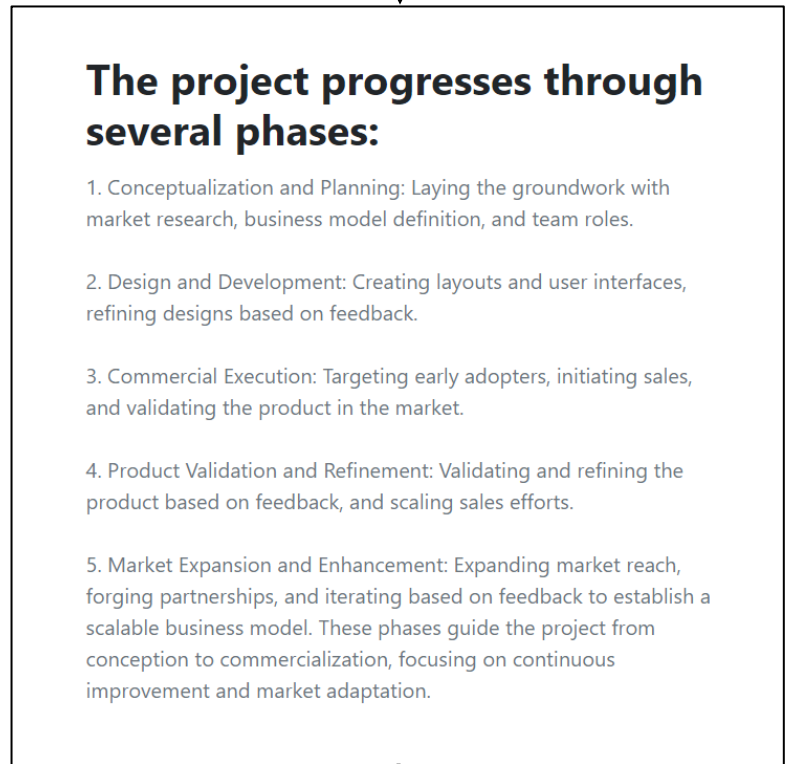 The project progresses through
several phases:
1. Conceptualization and Planning: Laying the groundwork with
market research, business model definition, and team roles.
2. Design and Development: Creating layouts and user interfaces,
refining designs based on feedback.
3. Commercial Execution: Targeting early adopters, initiating sales,
and validating the product in the market.
4. Product Validation and Refinement: Validating and refining the
product based on feedback, and scaling sales efforts.
5. Market Expansion and Enhancement: Expanding market reach,
forging partnerships, and iterating based on feedback to establish a
scalable business model. These phases guide the project from
conception to commercialization, focusing on continuous
improvement and market adaptation.